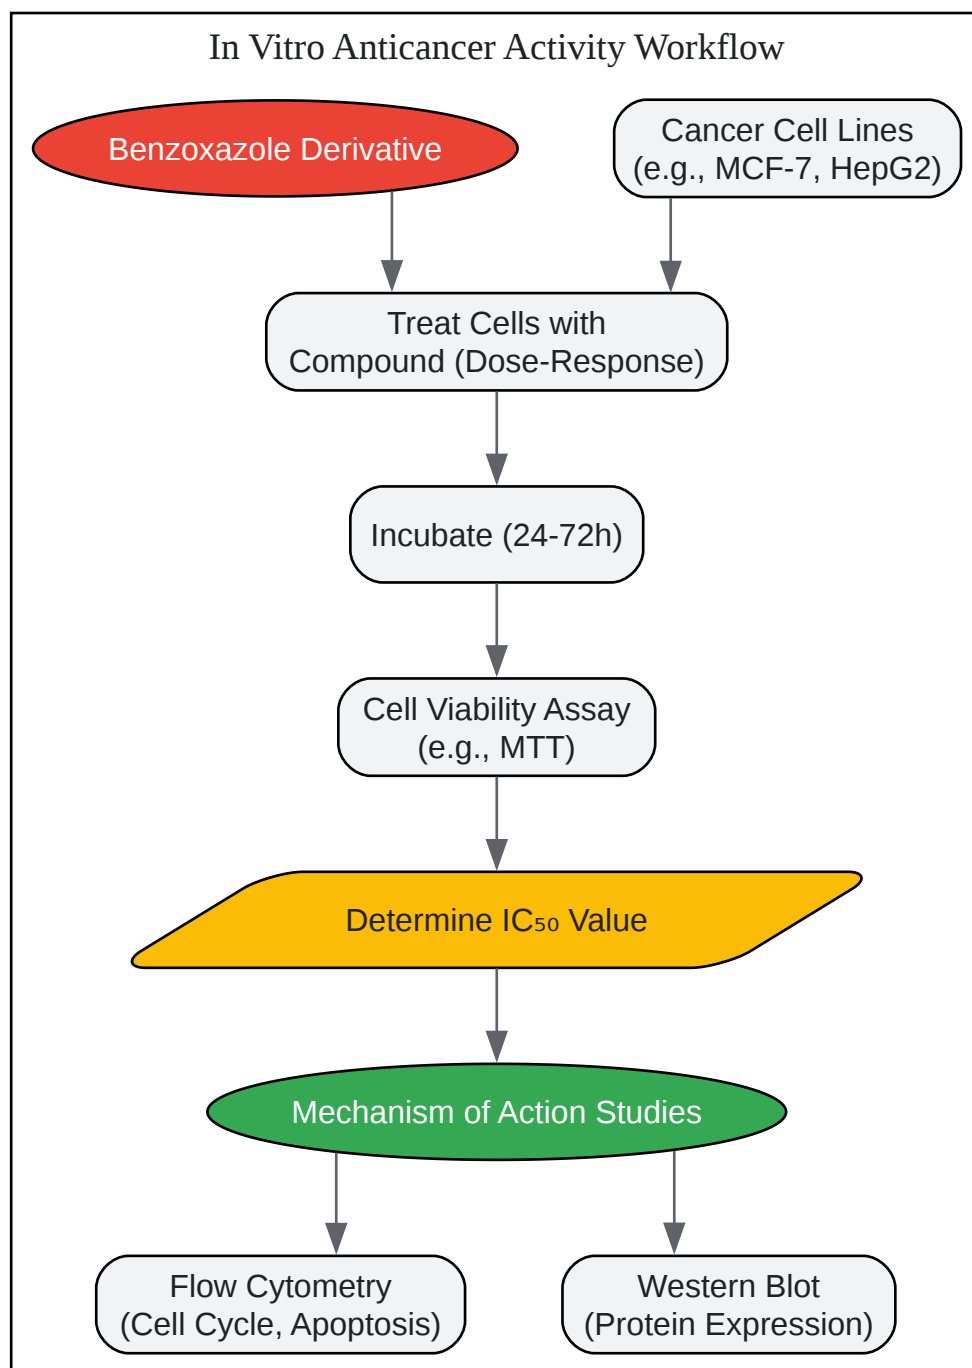 In Vitro Anticancer Activity Workflow
Benzoxazole Derivative
Cancer Cell Lines
(e.g., MCF-7, HepG2)
Treat Cells with
Compound (Dose-Response)
Incubate (24-72h)
Cell Viability Assay
(e.g., MTT)
Determine IC₅₀ Value
Mechanism of Action Studies
Flow Cytometry
(Cell Cycle, Apoptosis)
Western Blot
(Protein Expression)